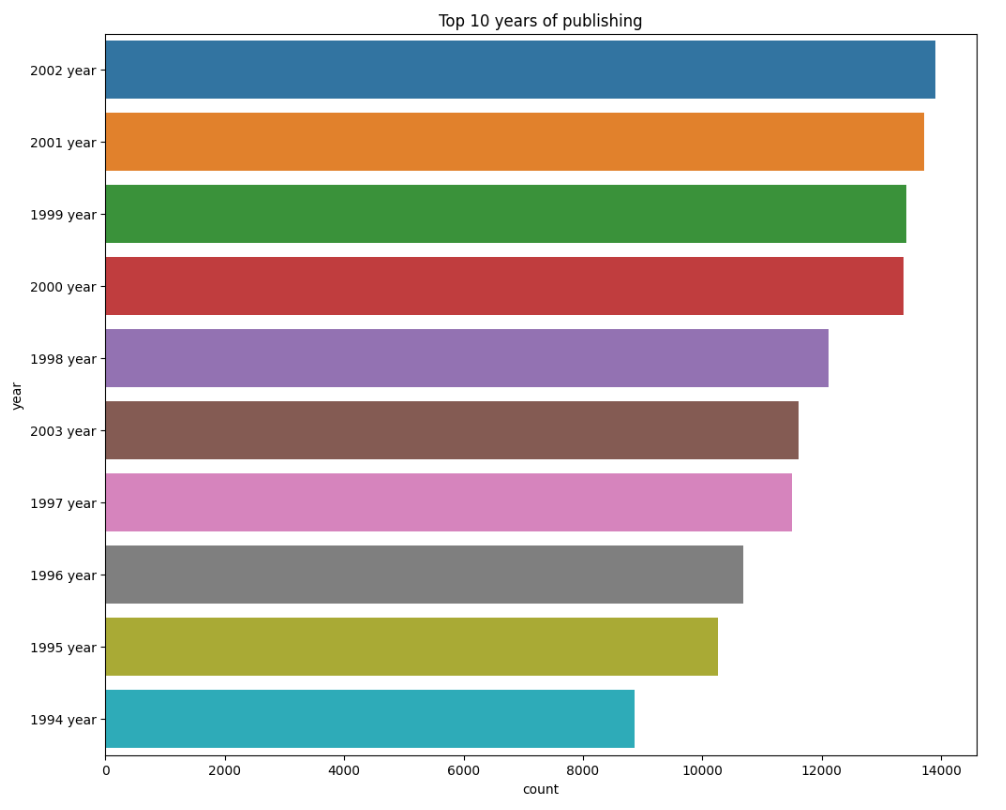 Top 10 years of publishing
year
2002 year
2001 year
1999 year
2000 year
1998 year
2003 year
1997 year
1996 year
1995 year
1994 year
0 2000 4000 6000 8000 10000 12000 14000
count